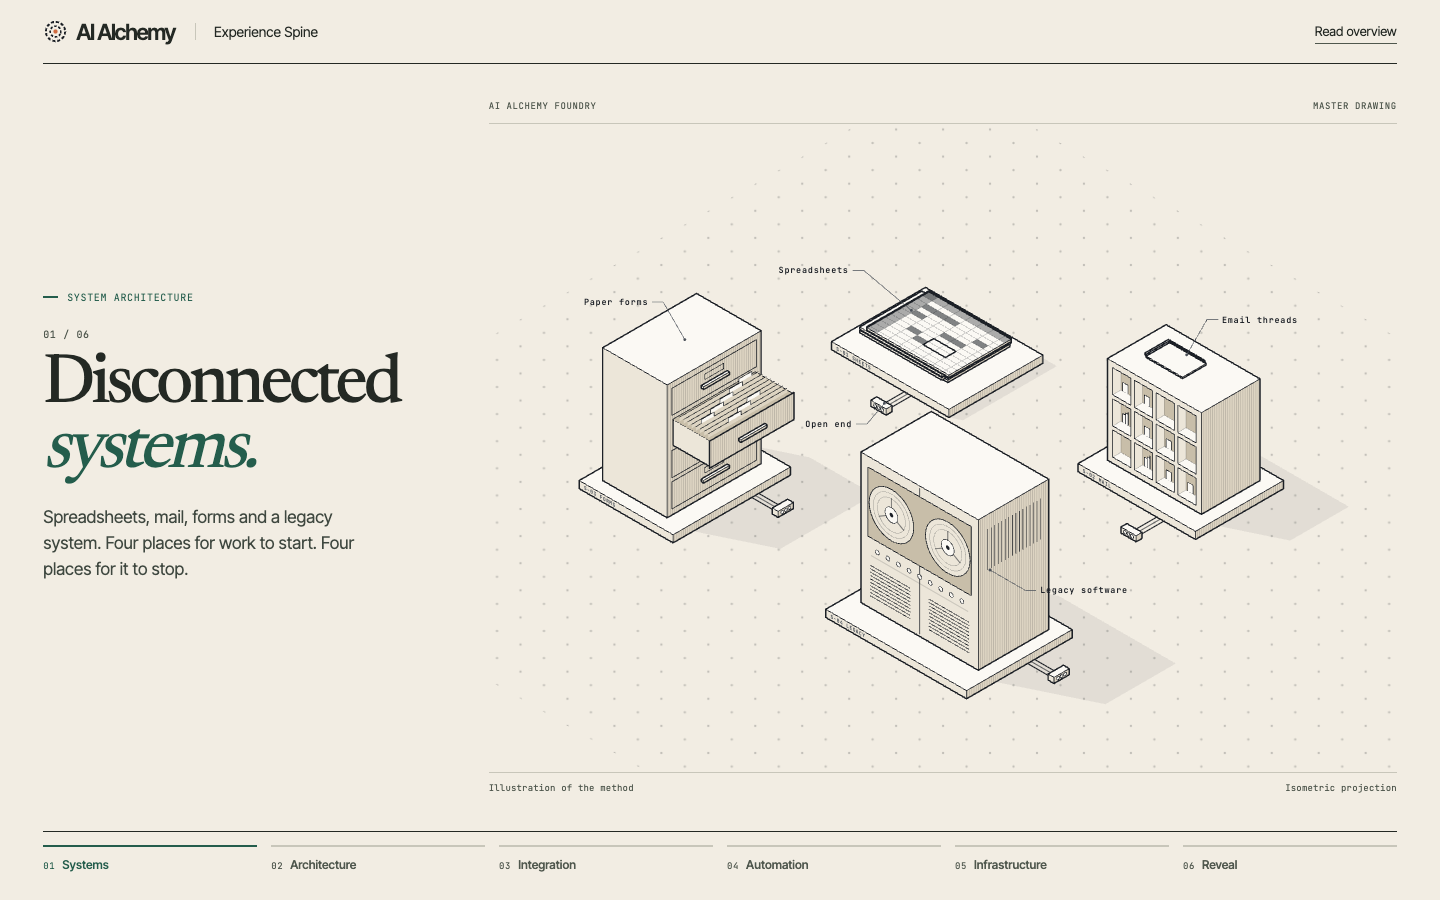 AI Alchemy
Experience Spine
Read overview
AI ALCHEMY FOUNDRY
MASTER DRAWING
SYSTEM ARCHITECTURE
01 / 06
Disconnected
systems.
Spreadsheets, mail, forms and a legacy
system. Four places for work to start. Four
places for it to stop.
Spreadsheets
Paper forms
Email threads
Open end
Legacy software
Illustration of the method
Isometric projection
01 Systems
02 Architecture
03 Integration
04 Automation
05 Infrastructure
06 Reveal